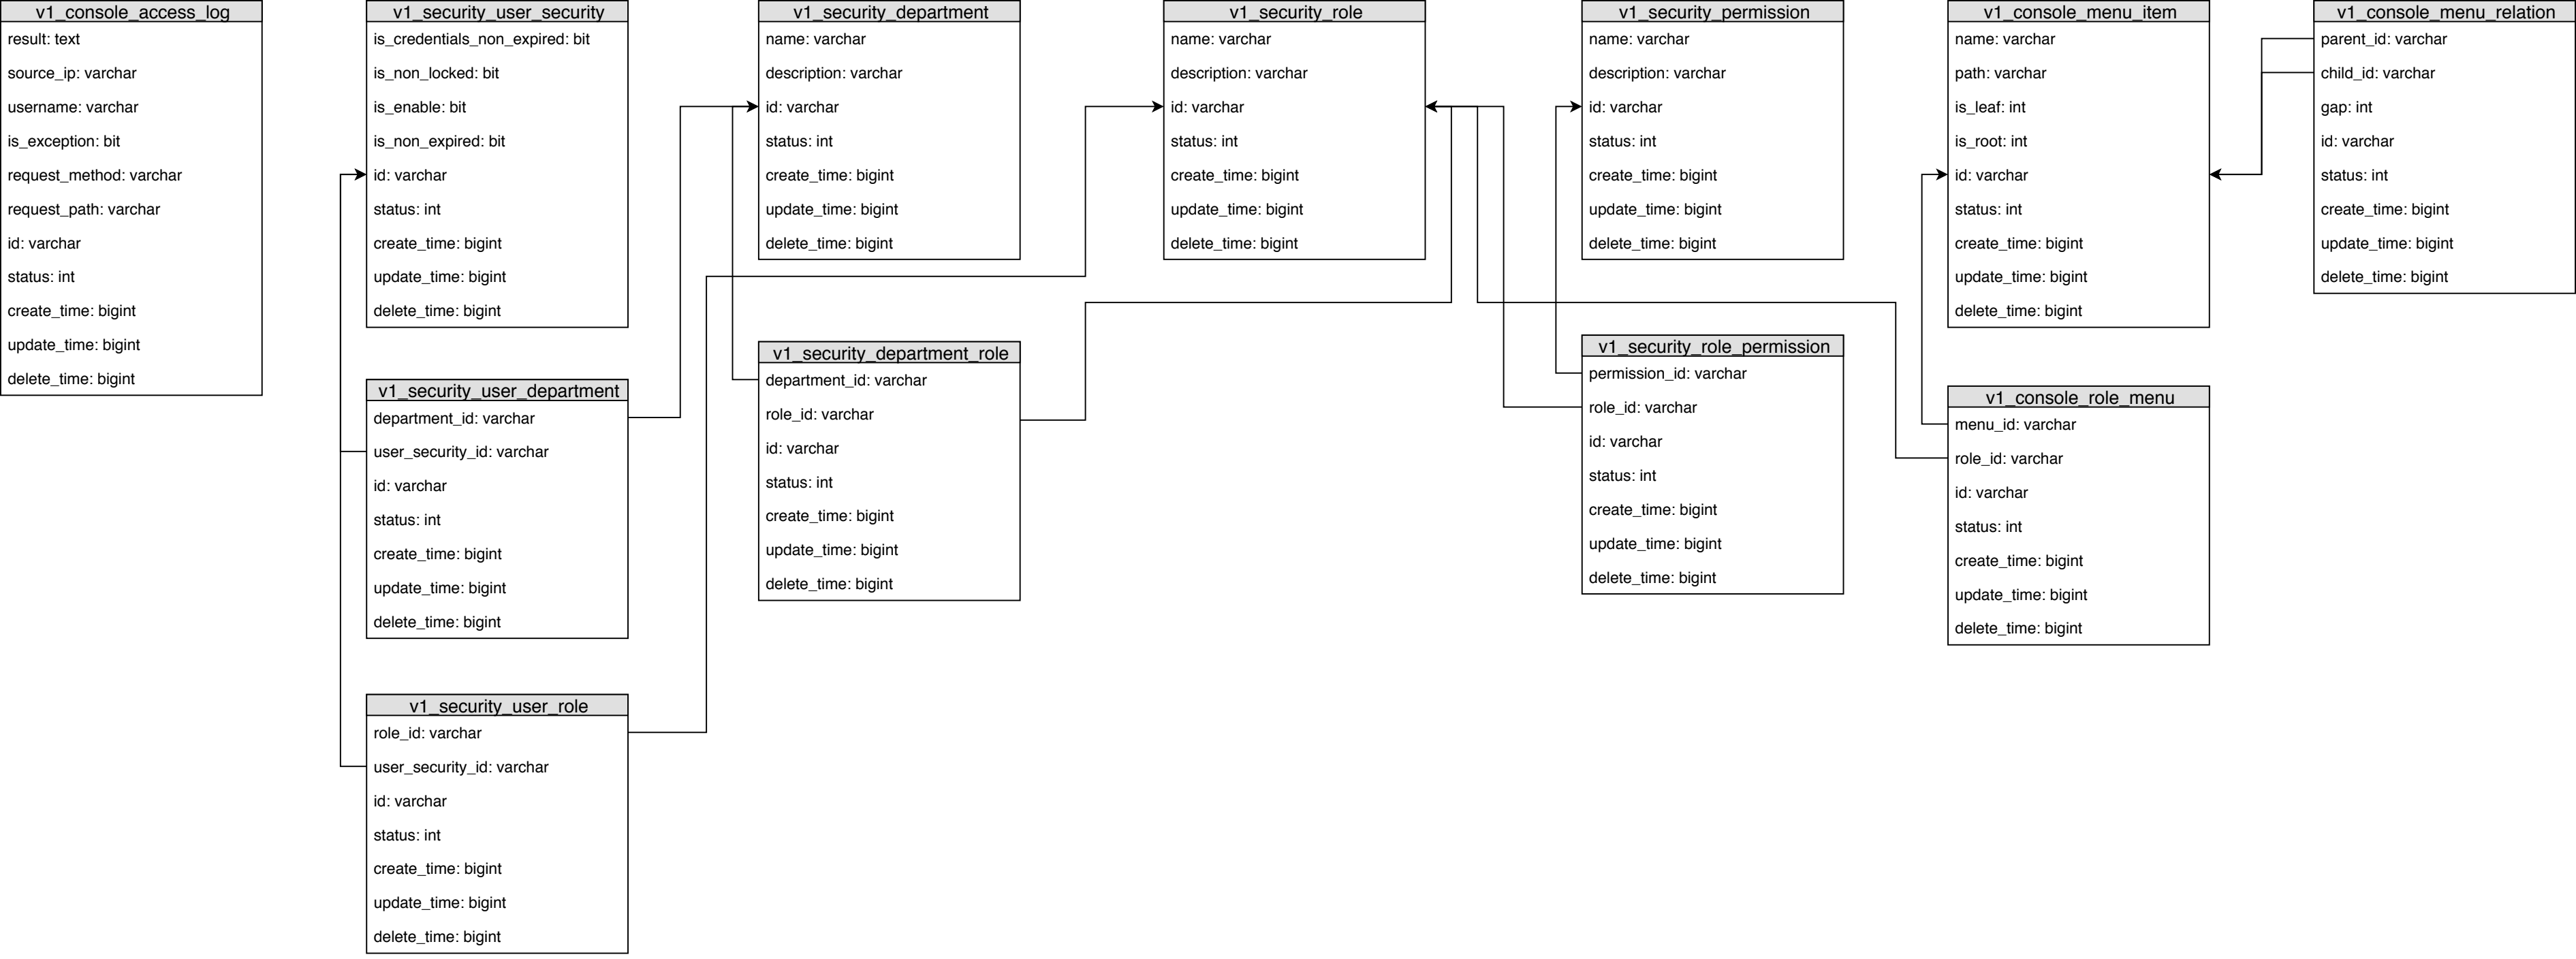 v1_console_access_log
result: text
source_ip: varchar
username: varchar
is_exception: bit
request_method: varchar
request_path: varchar
id: varchar
status: int
create_time: bigint
update_time: bigint
delete_time: bigint
v1_security_user_security
is_credentials_non_expired: bit
is_non_locked: bit
is_enable: bit
is_non_expired: bit
id: varchar
status: int
create_time: bigint
update_time: bigint
delete_time: bigint
v1_security_user_department
department_id: varchar
user_security_id: varchar
id: varchar
status: int
create_time: bigint
update_time: bigint
delete_time: bigint
v1_security_user_role
role_id: varchar
user_security_id: varchar
id: varchar
status: int
create_time: bigint
update_time: bigint
delete_time: bigint
v1_security_department
name: varchar
description: varchar
id: varchar
status: int
create_time: bigint
update_time: bigint
delete_time: bigint
v1_security_department_role
department_id: varchar
role_id: varchar
id: varchar
status: int
create_time: bigint
update_time: bigint
delete_time: bigint
v1_security_role
name: varchar
description: varchar
id: varchar
status: int
create_time: bigint
update_time: bigint
delete_time: bigint
v1_security_permission
name: varchar
description: varchar
id: varchar
status: int
create_time: bigint
update_time: bigint
delete_time: bigint
v1_security_role_permission
permission_id: varchar
role_id: varchar
id: varchar
status: int
create_time: bigint
update_time: bigint
delete_time: bigint
v1_console_menu_item
name: varchar
path: varchar
is_leaf: int
is_root: int
id: varchar
status: int
create_time: bigint
update_time: bigint
delete_time: bigint
v1_console_role_menu
menu_id: varchar
role_id: varchar
id: varchar
status: int
create_time: bigint
update_time: bigint
delete_time: bigint
v1_console_menu_relation
parent_id: varchar
child_id: varchar
gap: int
id: varchar
status: int
create_time: bigint
update_time: bigint
delete_time: bigint